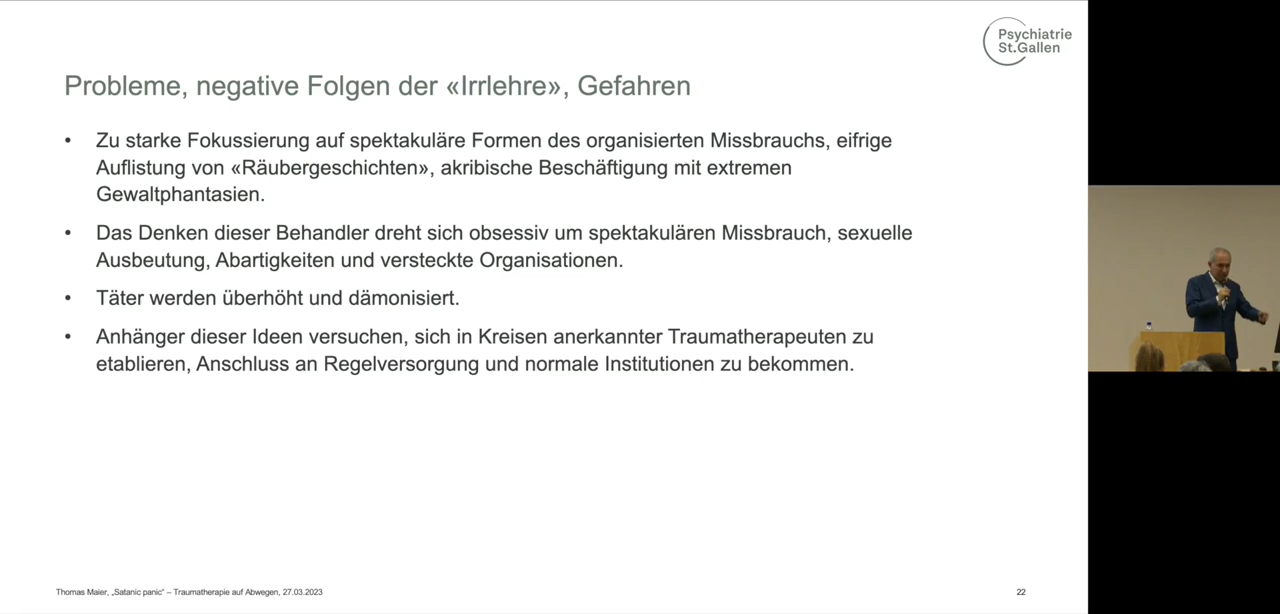 Psychiatrie
St.Gallen
Probleme, negative Folgen der «Irrlehre», Gefahren
• Zu starke Fokussierung auf spektakuläre Formen des organisierten Missbrauchs, eifrige
Auflistung von «Räubergeschichten», akribische Beschäftigung mit extremen
Gewaltphantasien.
• Das Denken dieser Behandler dreht sich obsessiv um spektakulären Missbrauch, sexuelle
Ausbeutung, Abartigkeiten und versteckte Organisationen.
• Täter werden überhöht und dämonisiert.
• Anhänger dieser Ideen versuchen, sich in Kreisen anerkannter Traumatherapeuten zu
etablieren, Anschluss an Regelversorgung und normale Institutionen zu bekommen.
Thomas Maier, „Satanic panic“ – Traumatherapie auf Abwegen, 27.03.2023
22